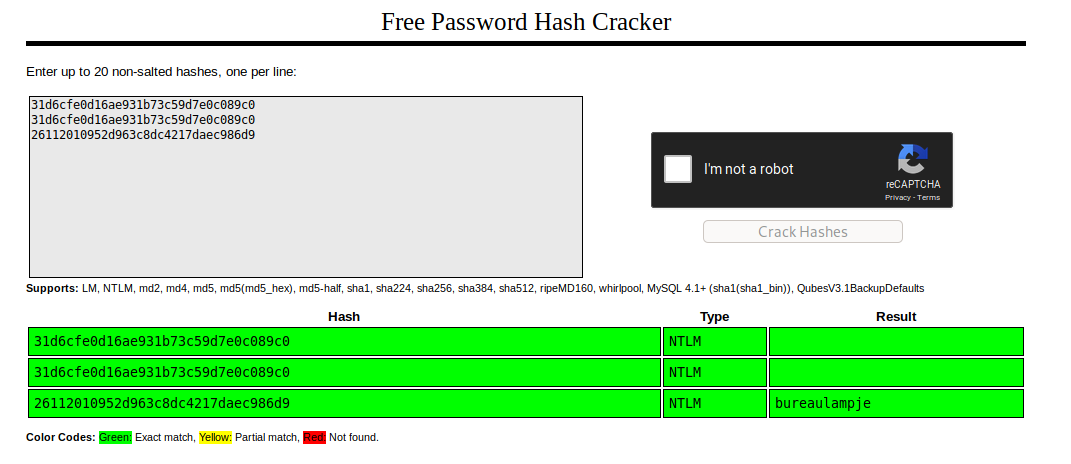 Free Password Hash Cracker
Enter up to 20 non-salted hashes, one per line:
31d6cfe0d16ae931b73c59d7e0c089c0
31d6cfe0d16ae931b73c59d7e0c089c0
26112010952d963c8dc4217daec986d9
I'm not a robot
reCAPTCHA
Privacy - Terms
Crack Hashes
Supports: LM, NTLM, md2, md4, md5, md5(md5_hex), md5-half, sha1, sha224, sha256, sha384, sha512, ripeMD160, whirlpool, MySQL 4.1+ (sha1(sha1_bin)), QubesV3.1BackupDefaults
Hash Type Result
31d6cfe0d16ae931b73c59d7e0c089c0 NTLM
31d6cfe0d16ae931b73c59d7e0c089c0 NTLM
26112010952d963c8dc4217daec986d9 NTLM bureaulampje
Color Codes: Green: Exact match, Yellow: Partial match, Red: Not found.